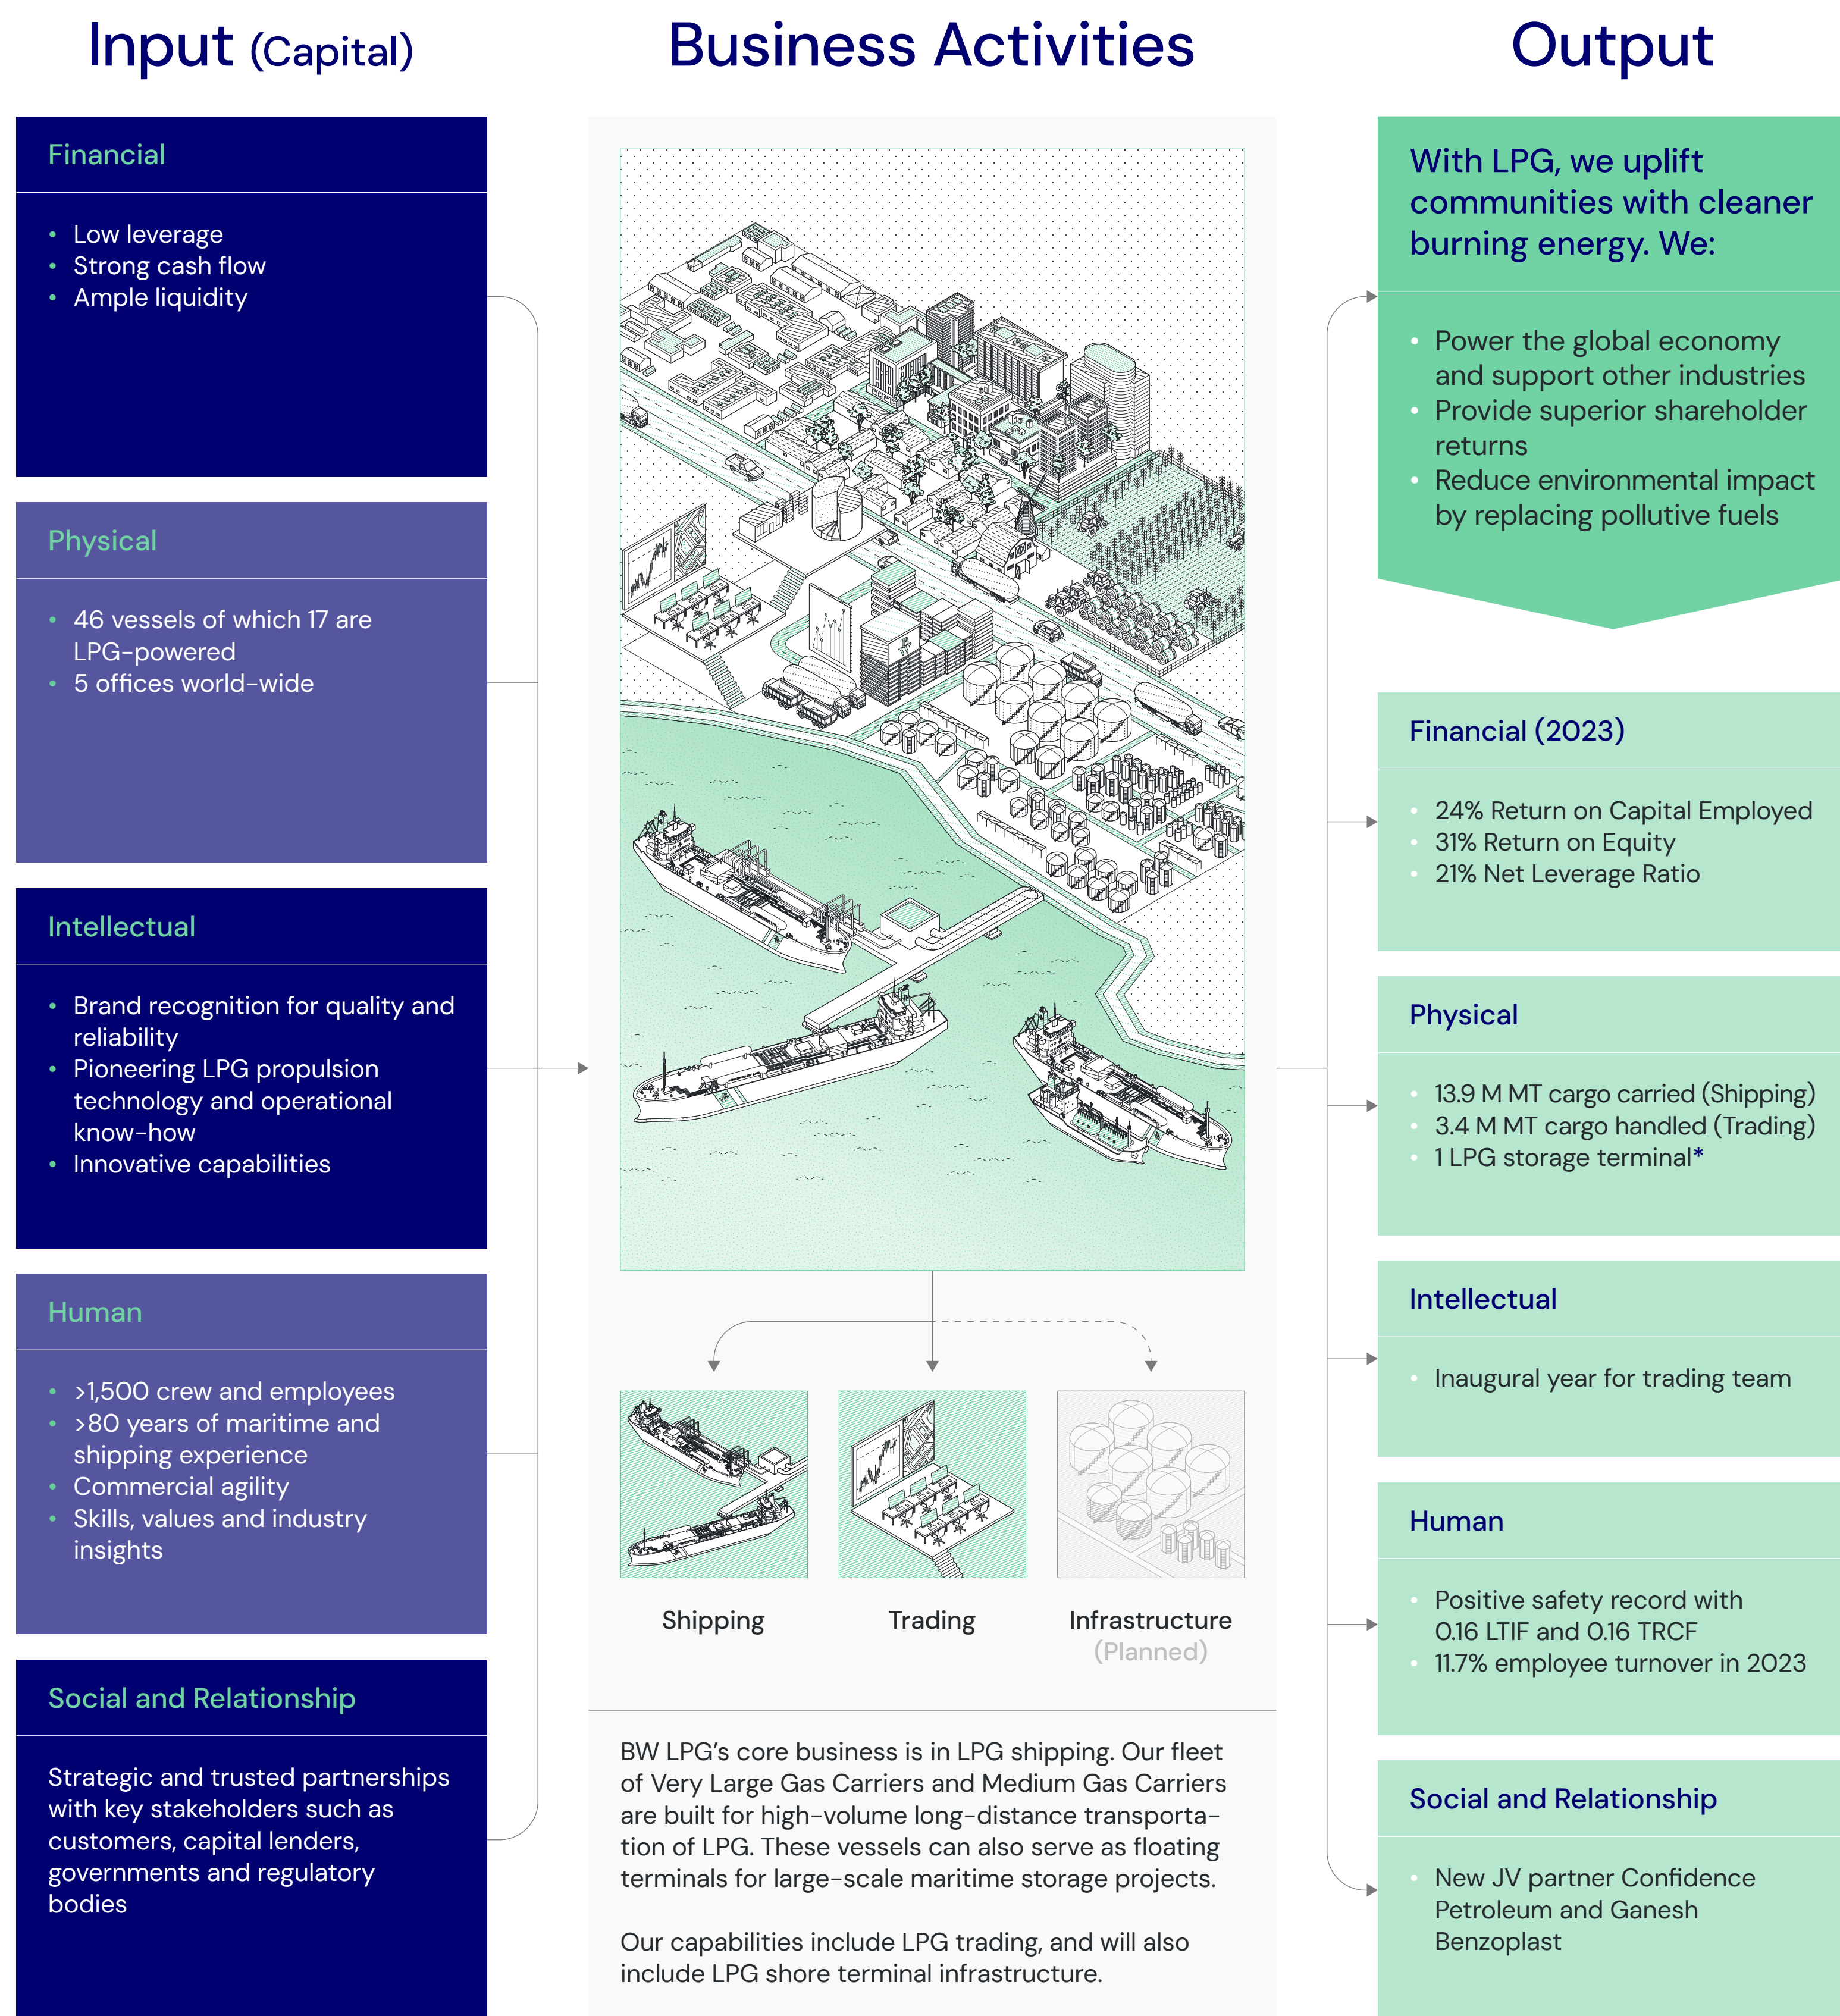 Input (Capital)
Financial
• Low leverage
• Strong cash flow
• Ample liquidity
Physical
• 46 vessels of which 17 are
LPG-powered
• 5 offices world-wide
Intellectual
• Brand recognition for quality and
reliability
• Pioneering LPG propulsion
technology and operational
know-how
• Innovative capabilities
Human
• >1,500 crew and employees
• >80 years of maritime and
shipping experience
• Commercial agility
• Skills, values and industry
insights
Social and Relationship
Strategic and trusted partnerships
with key stakeholders such as
customers, capital lenders,
governments and regulatory
bodies
Business Activities
Shipping
Trading
Infrastructure
(Planned)
BW LPG’s core business is in LPG shipping. Our fleet
of Very Large Gas Carriers and Medium Gas Carriers
are built for high-volume long-distance transporta-
tion of LPG. These vessels can also serve as floating
terminals for large-scale maritime storage projects.
Our capabilities include LPG trading, and will also
include LPG shore terminal infrastructure.
Output
With LPG, we uplift
communities with cleaner
burning energy. We:
• Power the global economy
and support other industries
• Provide superior shareholder
returns
• Reduce environmental impact
by replacing pollutive fuels
Financial (2023)
• 24% Return on Capital Employed
• 31% Return on Equity
• 21% Net Leverage Ratio
Physical
• 13.9 M MT cargo carried (Shipping)
• 3.4 M MT cargo handled (Trading)
• 1 LPG storage terminal*
Intellectual
• Inaugural year for trading team
Human
• Positive safety record with
0.16 LTIF and 0.16 TRCF
• 11.7% employee turnover in 2023
Social and Relationship
• New JV partner Confidence
Petroleum and Ganesh
Benzoplast